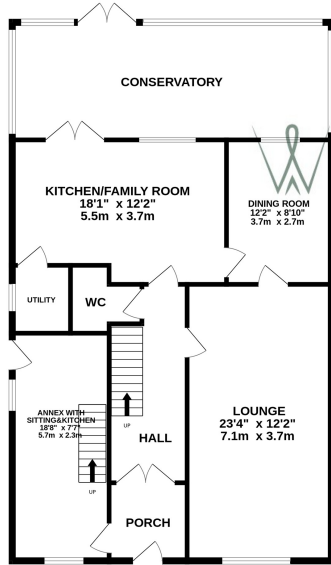 CONSERVATORY
KITCHEN/FAMILY ROOM
18'1" x 12'2"
5.5m x 3.7m
DINING ROOM
12'2" x 8'10"
3.7m x 2.7m
UTILITY
WC
ANNEX WITH
SITTING&KITCHEN
18'8" x 7'7"
5.7m x 2.3m
UP
UP
HALL
LOUNGE
23'4" x 12'2"
7.1m x 3.7m
PORCH